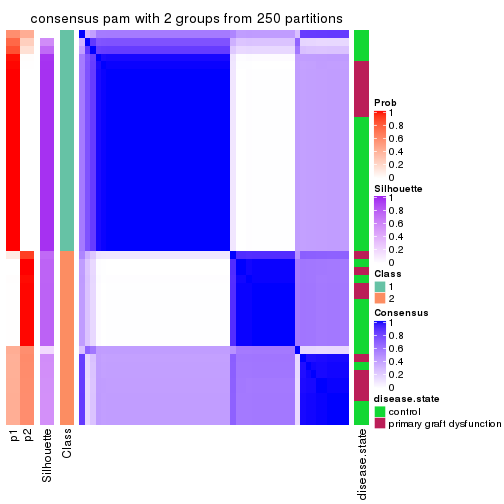 consensus pam with 2 groups from 250 partitions
Prob
1
0.8
0.6
0.4
0.2
0
Silhouette
1
0.8
0.6
0.4
0.2
0
Class
1
2
Consensus
1
0.8
0.6
0.4
0.2
0
disease.state
control
primary graft dysfunction
p1
p2
Silhouette
Class
disease.state